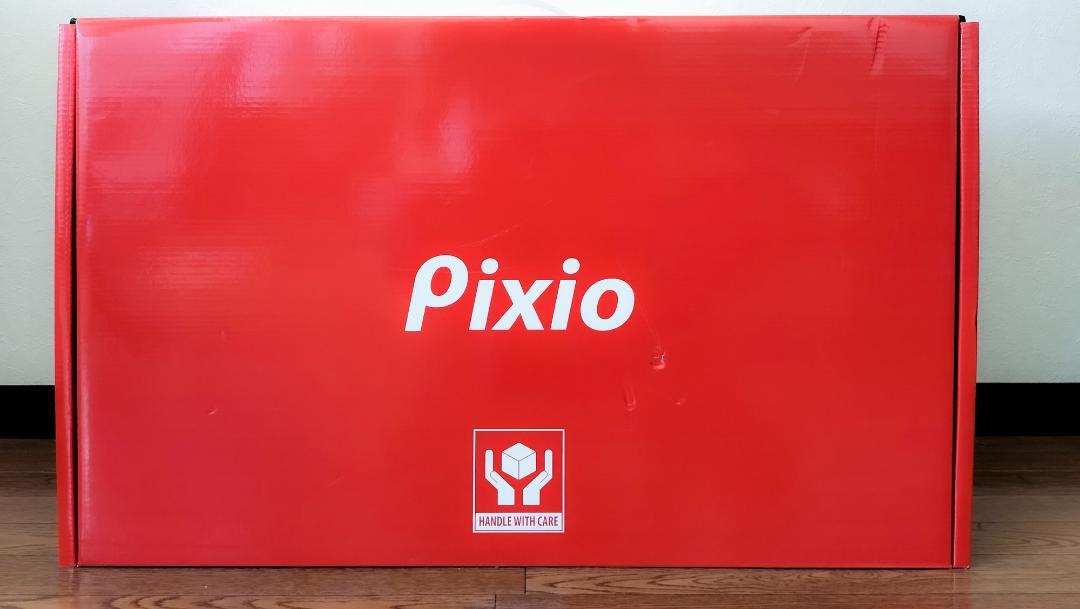 Pixio
HANDLE WITH CARE